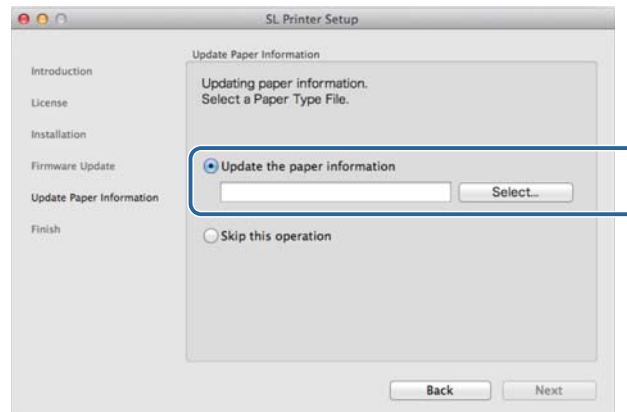 SL Printer Setup
Introduction
License
Installation
Firmware Update
Update Paper Information
Finish
Update Paper Information
Updating paper information.
Select a Paper Type File.
Update the paper information
Select...
Skip this operation
Back
Next